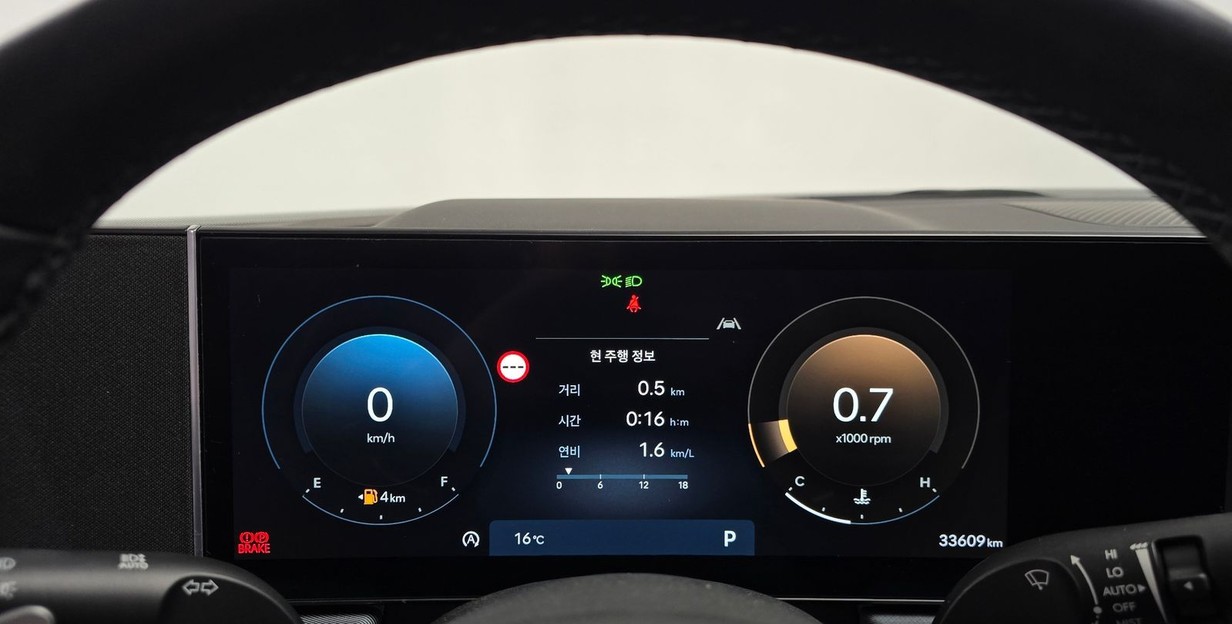 현 주행 정보
거리 0.5 km
시간 0:16 h:m
연비 1.6 km/L
0 6 12 18
0
km/h
E F
4km
BRAKE
16°C P
0.7
x1000 rpm
C H
33609 km
AUTO
HI
LO
AUTO
OFF
MIST